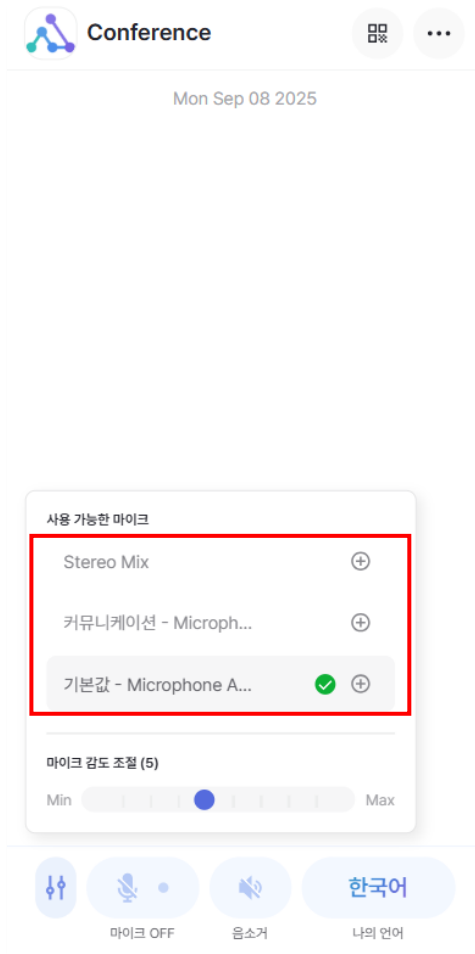 Conference
Mon Sep 08 2025
사용 가능한 마이크
Stereo Mix
커뮤니케이션 - Microph...
기본값 - Microphone A...
마이크 감도 조절 (5)
Min Max
한국어
마이크 OFF 음소거 나의 언어